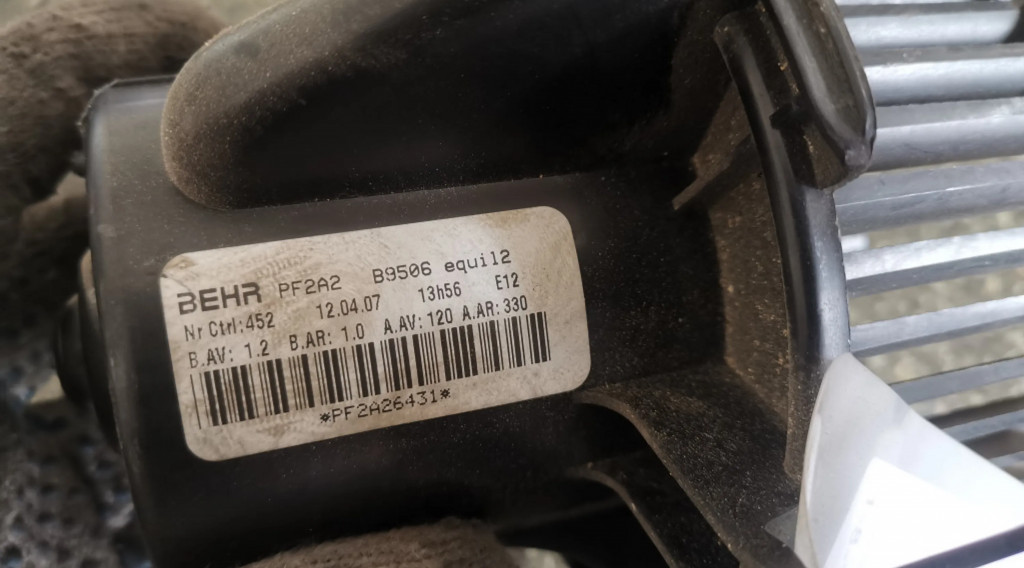 BEHR PF2A2 B9506 equil2
Nr Ctrl:452 12.04.07 13h56 E12
B.AV: 1.2 B.AR: 1.0 A.AV:120 A.AR:330
*PF2A26431*